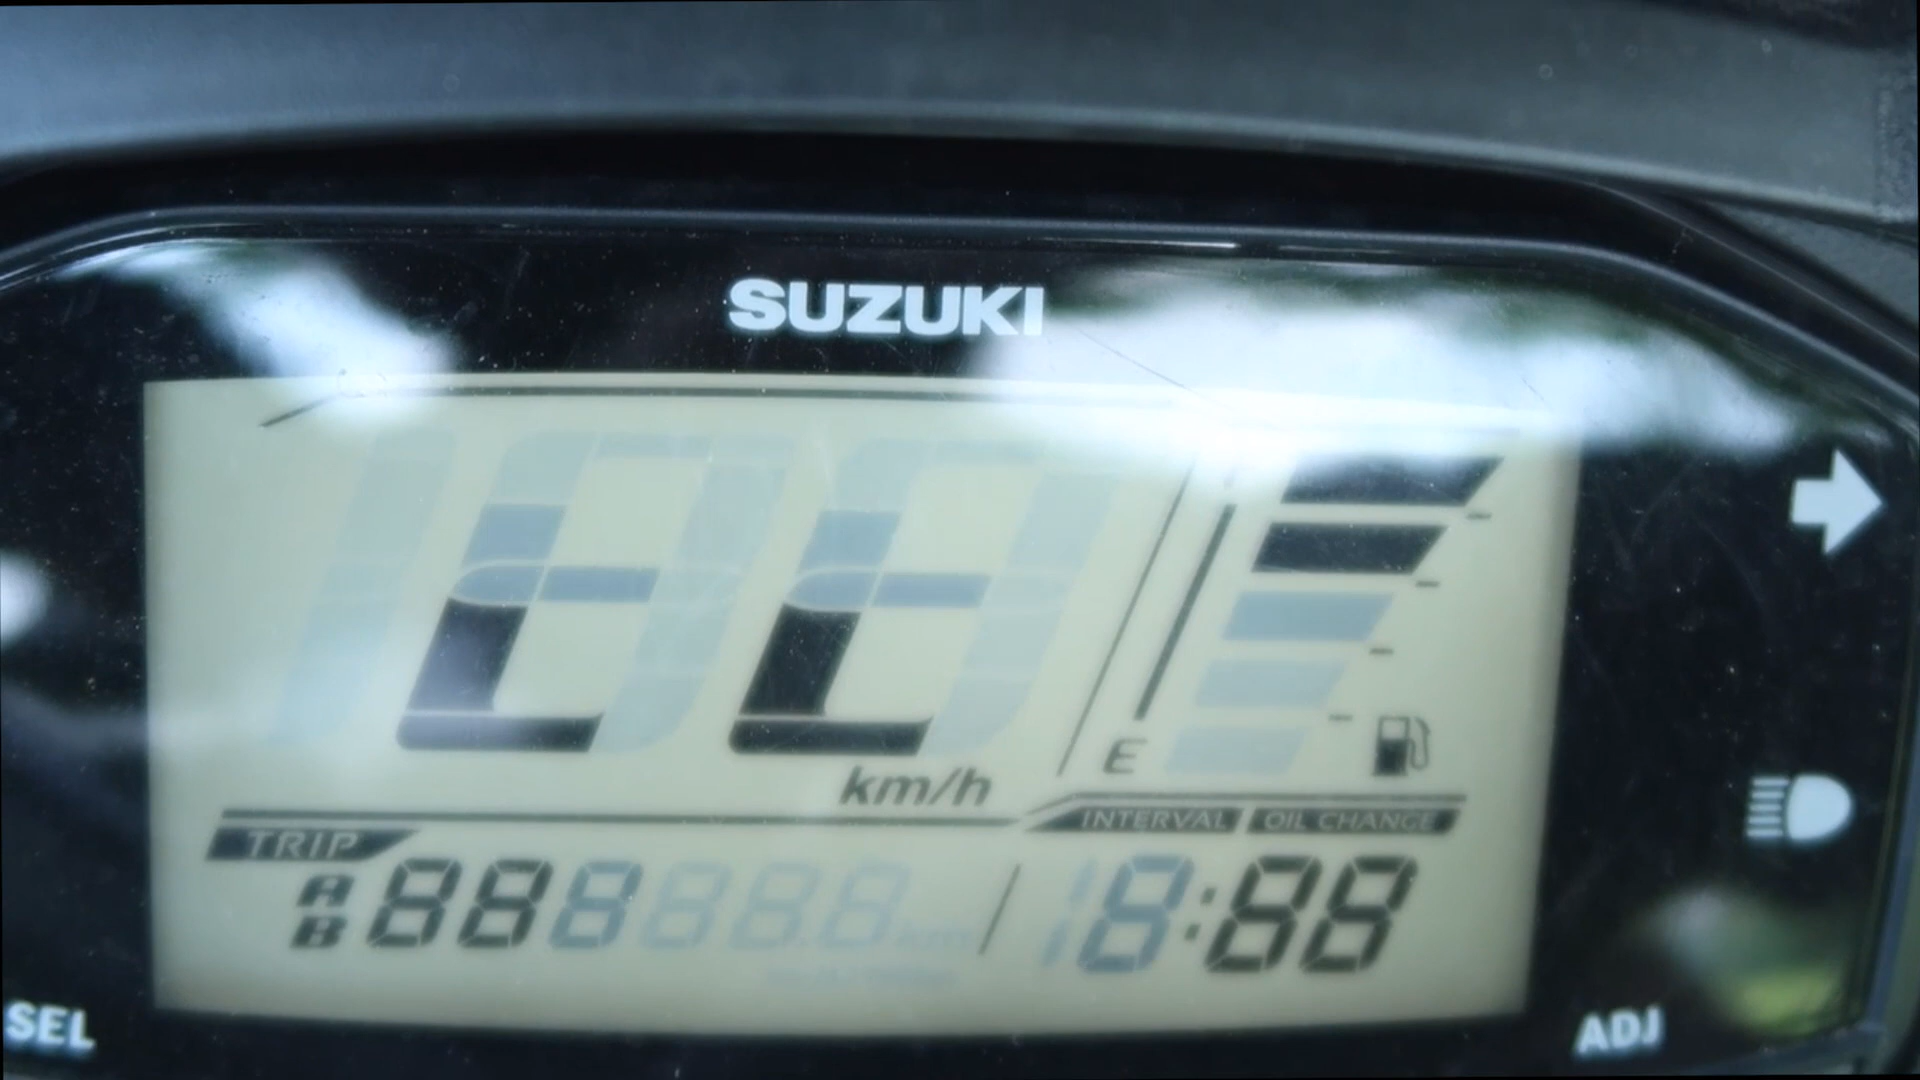 SUZUKI
km/h
E
INTERVAL OIL CHANGE
TRIP
A
B
888888 18:88
SEL
ADJ